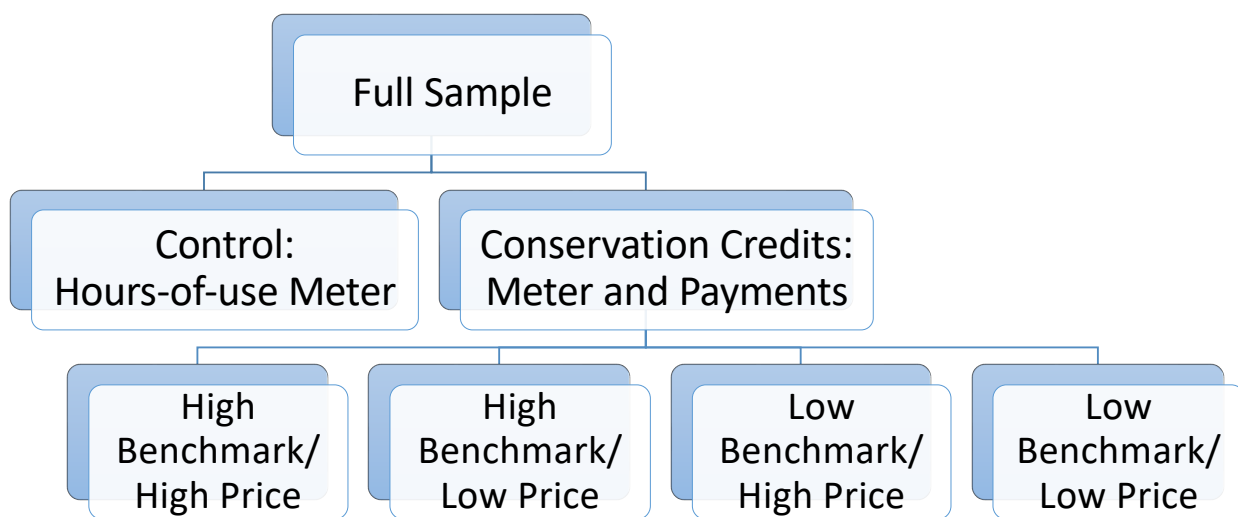 Full Sample
Control:
Hours-of-use Meter
Conservation Credits:
Meter and Payments
High
Benchmark/
High Price
High
Benchmark/
Low Price
Low
Benchmark/
High Price
Low
Benchmark/
Low Price